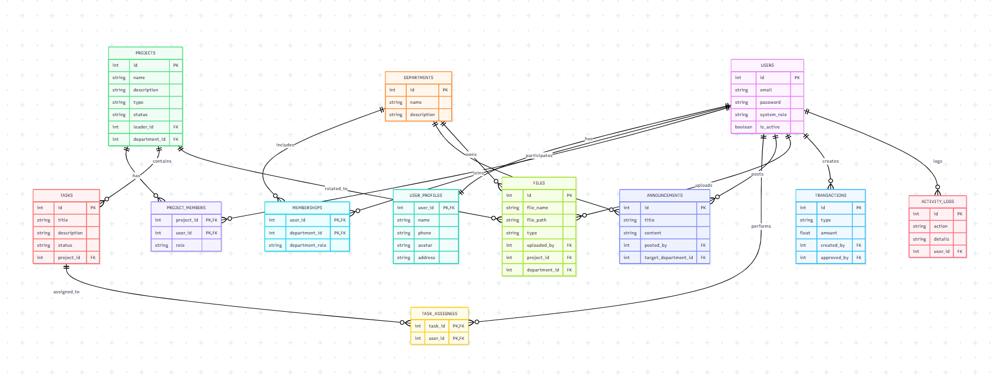 PROJECTS
int id PK
string name
string description
string type
string status
int leader_id FK
int department_id FK
DEPARTMENTS
int id PK
string name
string description
USERS
int id PK
string email
string password
string system_role
boolean is_active
has
includes
participates
owns
contains
creates
logs
has
joins
posts
uploads
related_to
TASKS
int id PK
string title
string description
string status
int project_id FK
PROJECT_MEMBERS
int project_id PK,FK
int user_id PK,FK
string role
MEMBERSHIPS
int user_id PK,FK
int department_id PK,FK
string department_role
USER_PROFILES
int user_id PK,FK
string name
string phone
string avatar
string address
FILES
int id PK
string file_name
string file_path
string type
int uploaded_by FK
int project_id FK
int department_id FK
ANNOUNCEMENTS
int id PK
string title
string content
int posted_by FK
int target_department_id FK
TRANSACTIONS
int id PK
string type
float amount
int created_by FK
int approved_by FK
ACTIVITY_LOGS
int id PK
string action
string details
int user_id FK
performs
assigned_to
TASK_ASSIGNEES
int task_id PK,FK
int user_id PK,FK